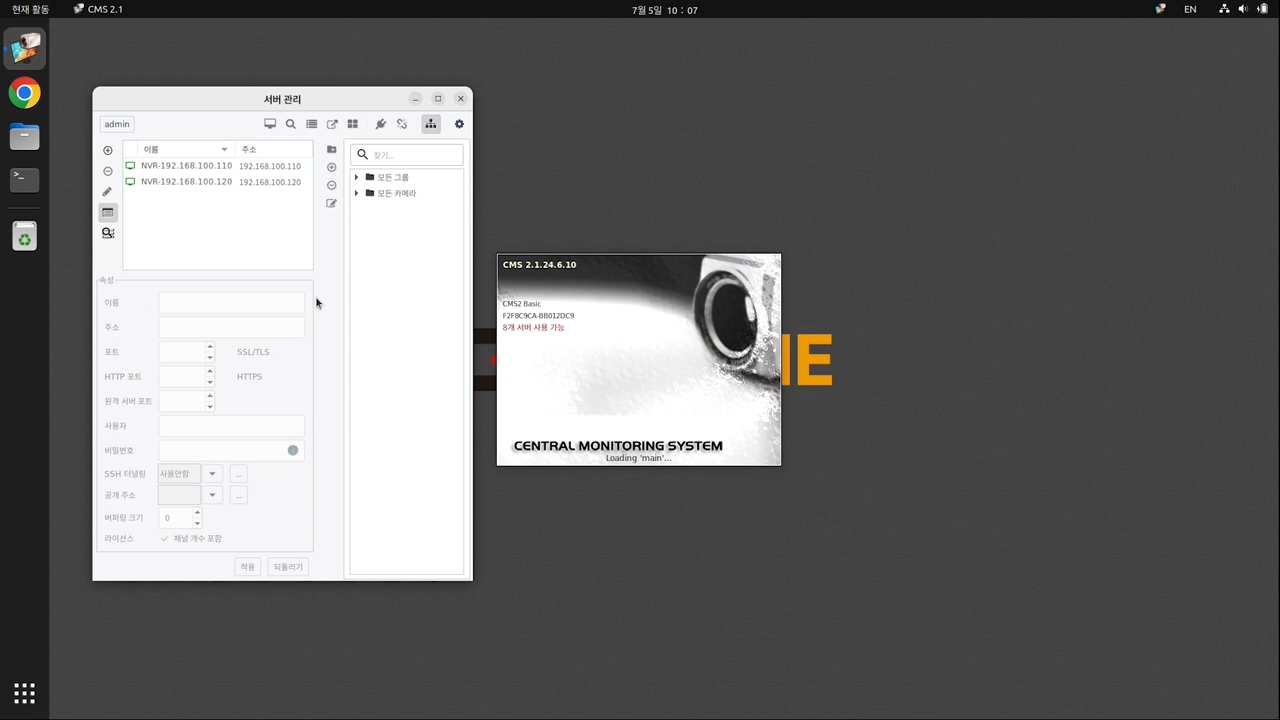 현재 활동
CMS 2.1
7월 5일 10 : 07
EN
서버 관리
admin
이름
주소
NVR-192.168.100.110
192.168.100.110
NVR-192.168.100.120
192.168.100.120
찾기...
모든 그룹
모든 카메라
속성
이름
주소
포트
SSL/TLS
HTTP 포트
HTTPS
원격 서버 포트
사용자
비밀번호
SSH 터널링
사용안함
...
공개 주소
...
버퍼링 크기
0
라이선스
채널 개수 포함
적용
되돌리기
CMS 2.1.24.6.10
CMS2 Basic
F2F8C9CA-BB012DC9
8개 서버 사용 가능
CENTRAL MONITORING SYSTEM
Loading 'main'...
IE